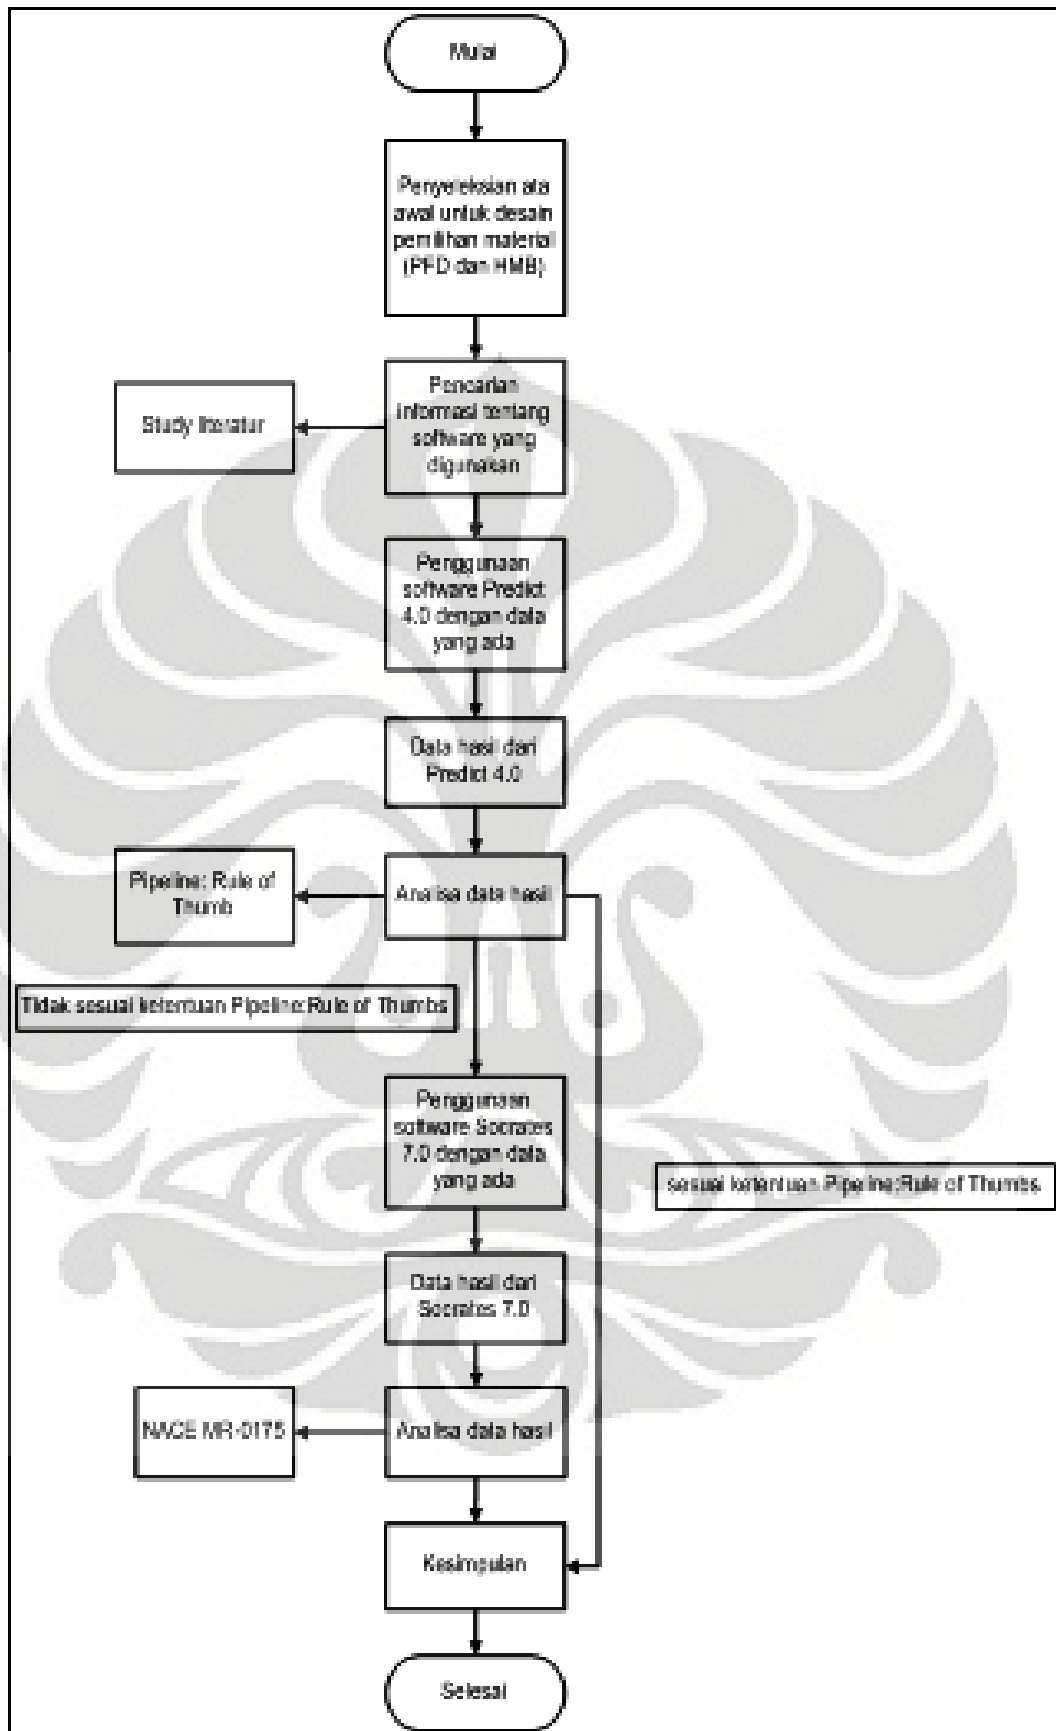 Mulai
Penyeleksian ata
awal untuk desain
pemilihan material
(PFD dan HMB)
Pencarian
informasi tentang
software yang
digunakan
Study literatur
Penggunaan
software Predict
4.0 dengan data
yang ada
Data hasil dari
Predict 4.0
Analisa data hasil
Pipeline: Rule of
Thumb
Tidak sesuai ketentuan Pipeline:Rule of Thumbs
Penggunaan
software Socrates
7.0 dengan data
yang ada
sesuai ketentuan Pipeline:Rule of Thumbs
Data hasil dari
Socrates 7.0
Analisa data hasil
NACE MR-0175
Kesimpulan
Selesai